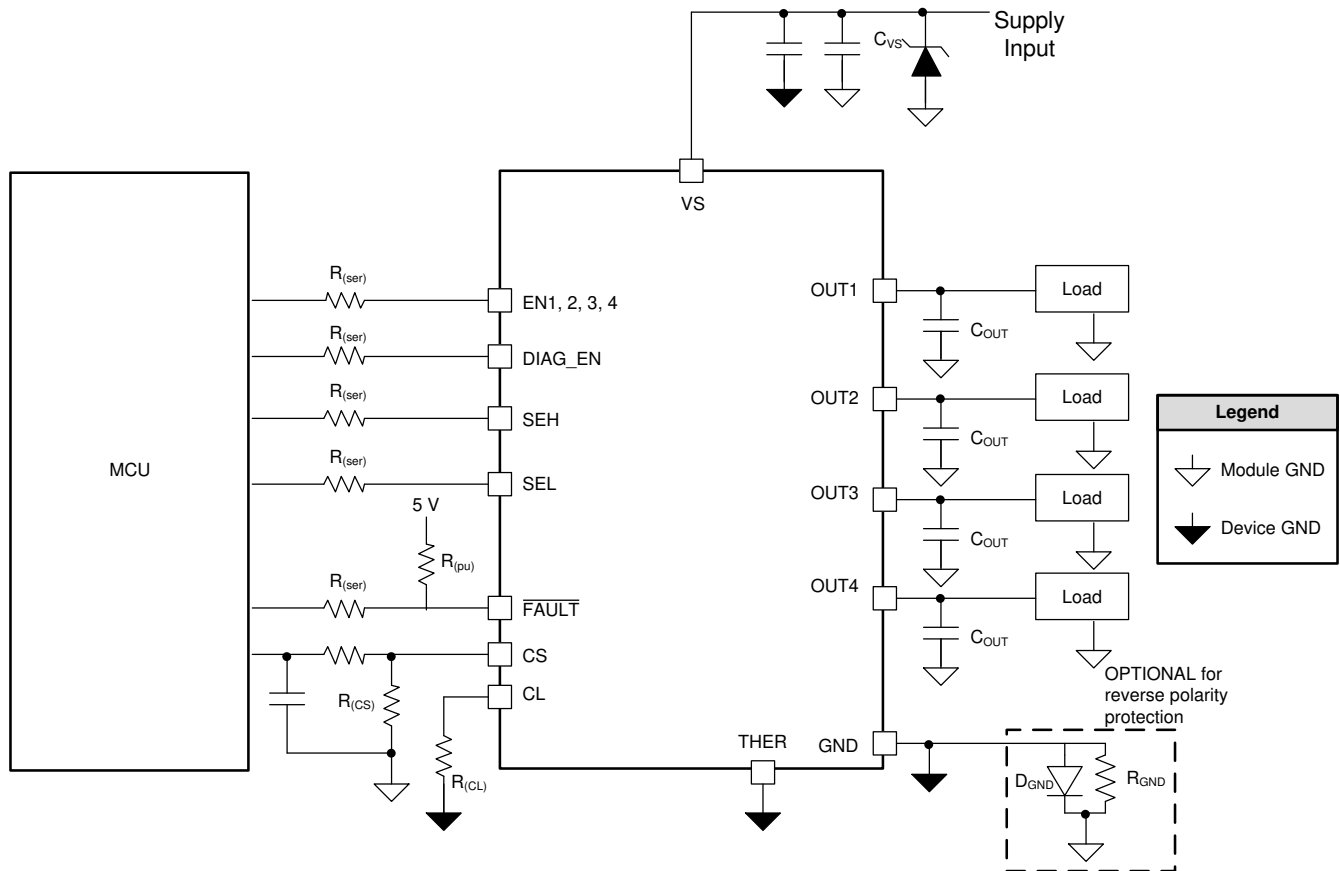 Supply
Input
C_VS
VS
MCU
R_(ser)
EN1, 2, 3, 4
R_(ser)
DIAG_EN
R_(ser)
SEH
R_(ser)
SEL
5 V
R_(pu)
R_(ser)
F̅A̅U̅L̅T̅
CS
R_(CS)
CL
R_(CL)
THER
GND
OUT1
C_OUT
Load
OUT2
C_OUT
Load
OUT3
C_OUT
Load
OUT4
C_OUT
Load
OPTIONAL for
reverse polarity
protection
D_GND
R_GND
Legend
Module GND
Device GND